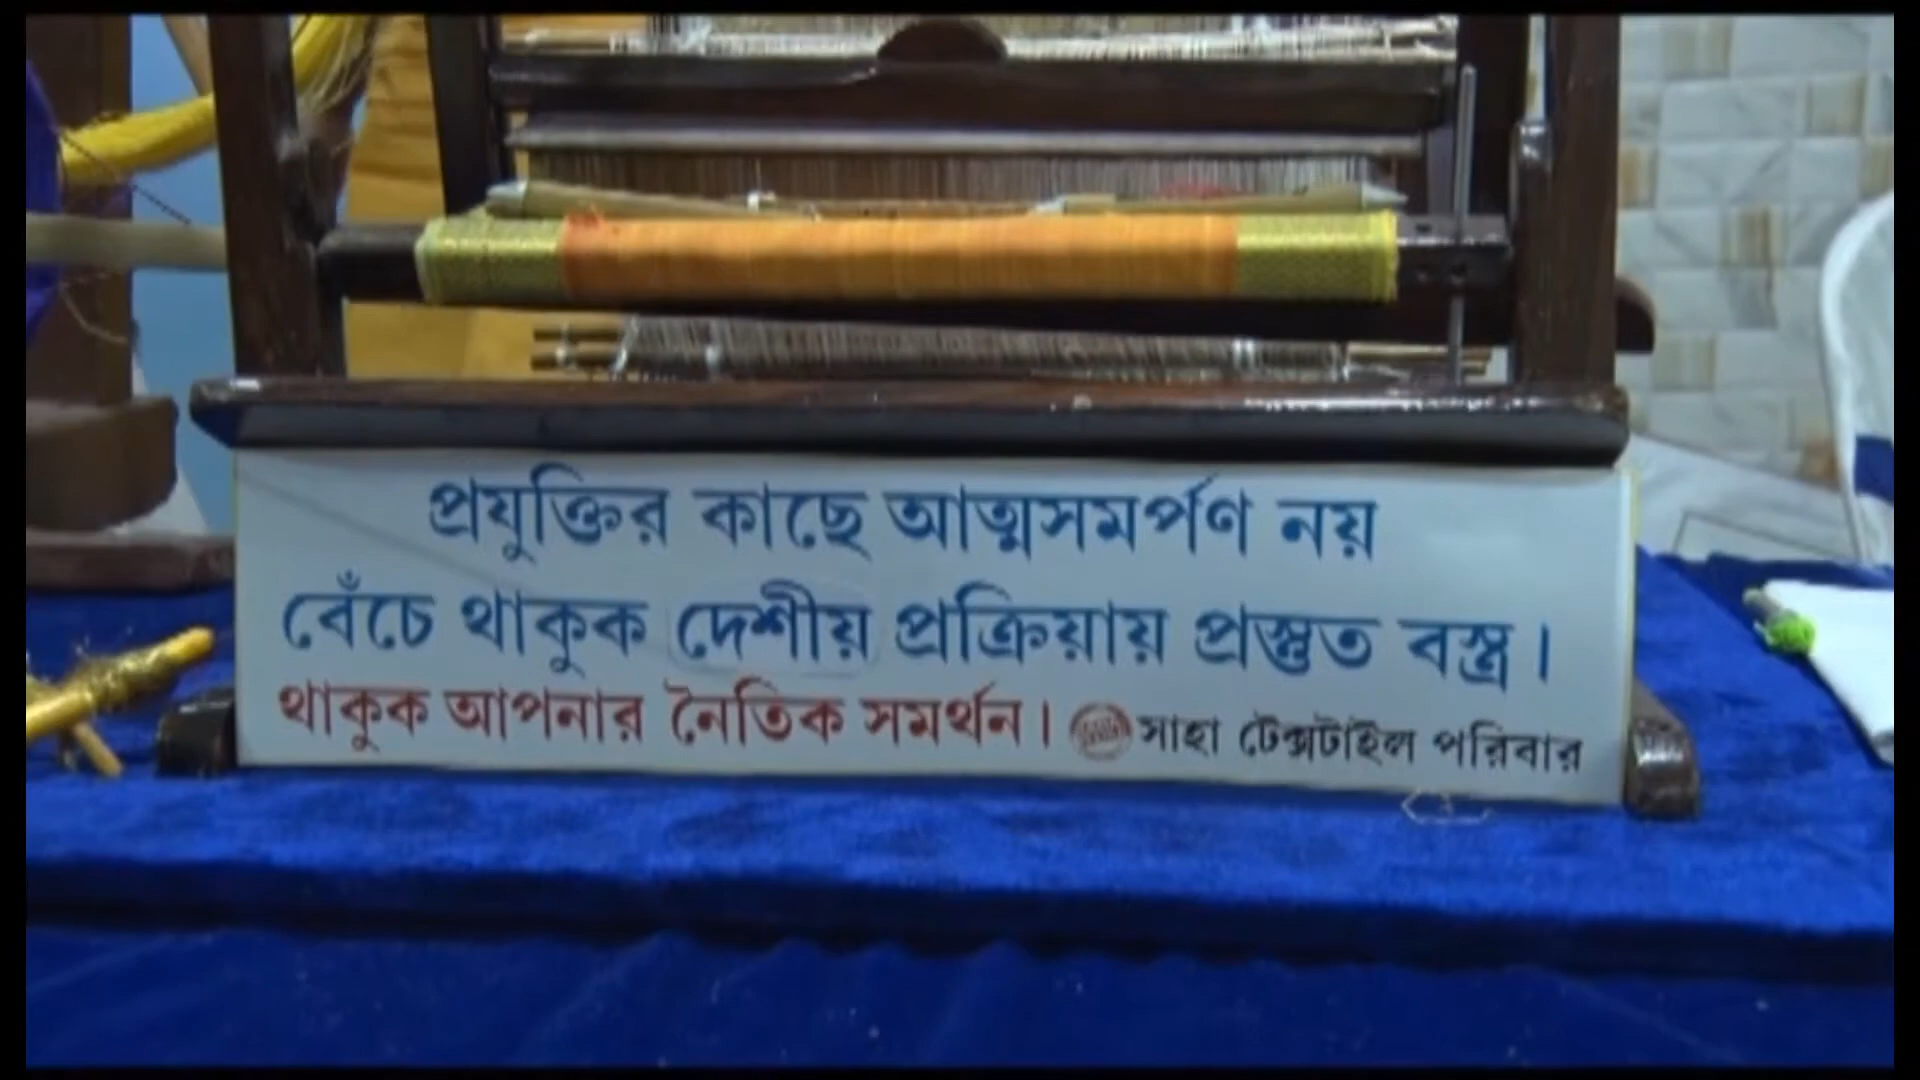 প্রযুক্তির কাছে আত্মসমর্পণ নয়
বেঁচে থাকুক দেশীয় প্রক্রিয়ায় প্রস্তুত বস্ত্র।
থাকুক আপনার নৈতিক সমর্থন। সাহা টেক্সটাইল পরিবার